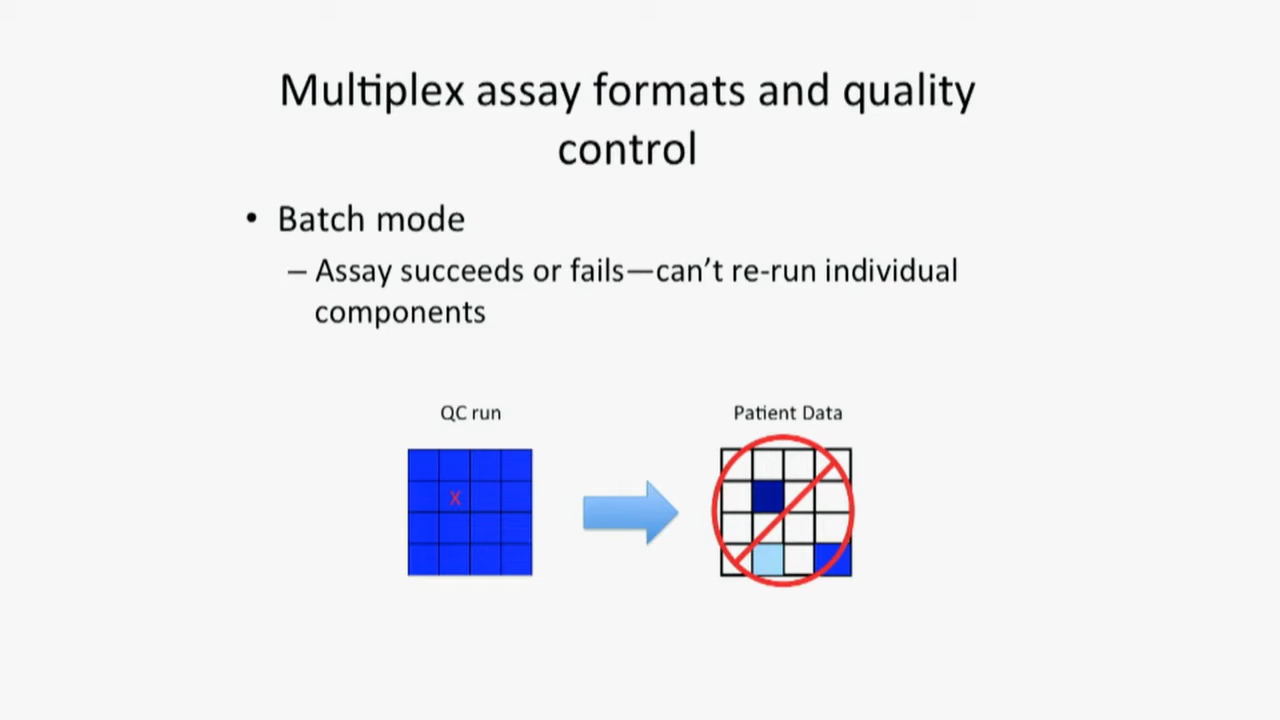 Multiplex assay formats and quality
control
• Batch mode
– Assay succeeds or fails—can’t re-run individual
components
QC run
Patient Data
X